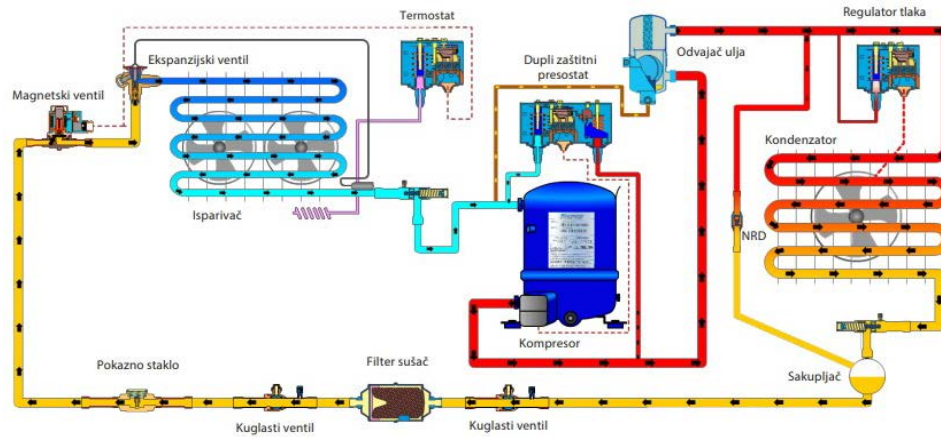 Termostat
Regulator tlaka
Ekspanzijski ventil
Dupli zaštitni
presostat
Odvajač ulja
Magnetski ventil
Kondenzator
Isparivač
NRD
Kompresor
Pokazno staklo
Filter sušač
Sakupljač
Kuglasti ventil
Kuglasti ventil